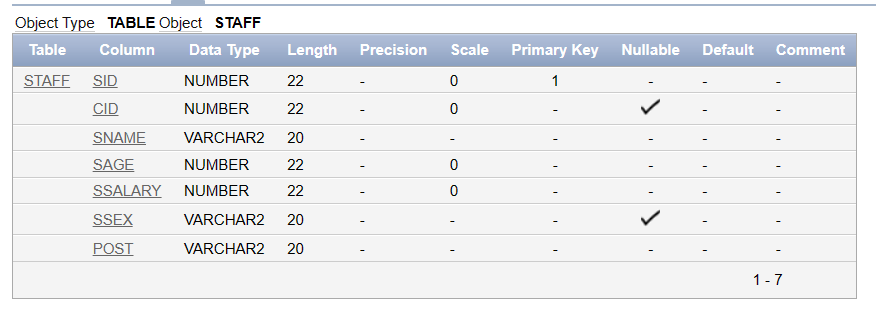 Object Type TABLE Object STAFF
Table Column Data Type Length Precision Scale Primary Key Nullable Default Comment
STAFF SID NUMBER 22 - 0 1 - - -
CID NUMBER 22 - 0 - ✓ - -
SNAME VARCHAR2 20 - - - - - -
SAGE NUMBER 22 - 0 - - - -
SSALARY NUMBER 22 - 0 - - - -
SSEX VARCHAR2 20 - - - ✓ - -
POST VARCHAR2 20 - - - - - -
1 - 7